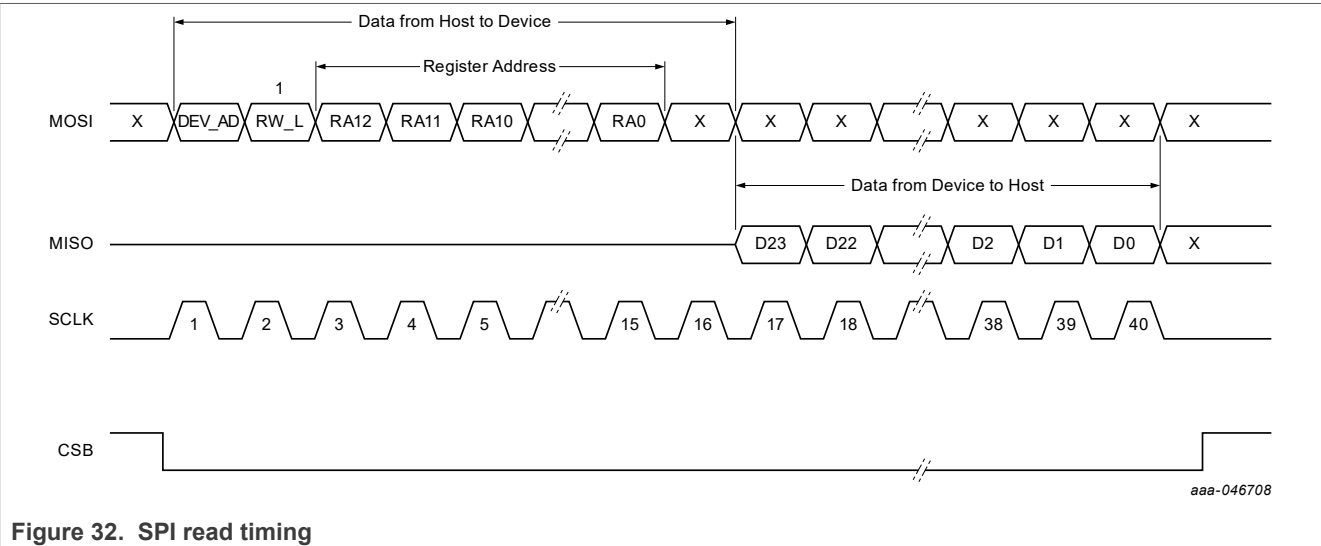 Data from Host to Device
1
Register Address
MOSI X DEV_AD RW_L RA12 RA11 RA10 RA0 X X X X X X X
Data from Device to Host
MISO D23 D22 D2 D1 D0 X
SCLK 1 2 3 4 5 15 16 17 18 38 39 40
CSB
aaa-046708
Figure 32. SPI read timing